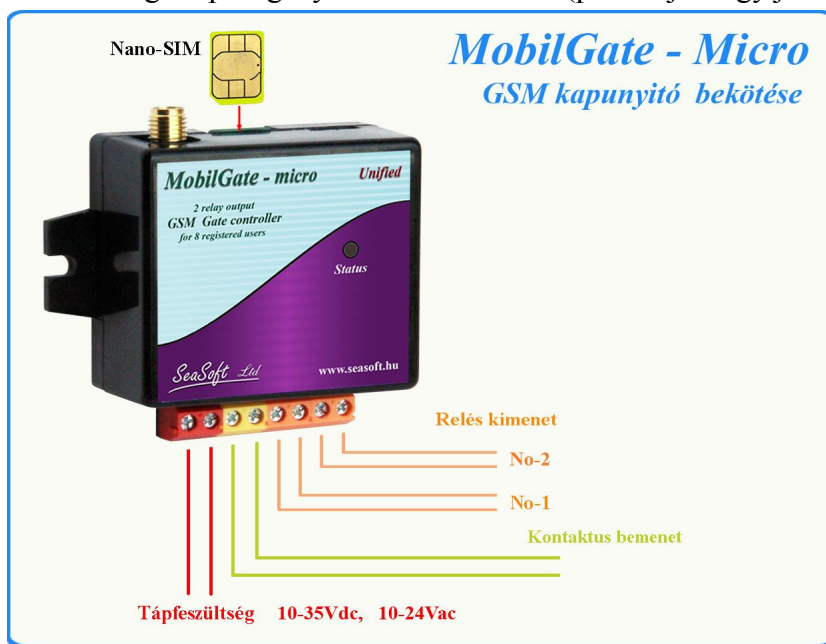 Nano-SIM
MobilGate - Micro
GSM kapunyitó bekötése
MobilGate - micro
Unified
2 relay output
GSM Gate controller
for 8 registered users
Status
SeaSoft Ltd
www.seasoft.hu
Relés kimenet
No-2
No-1
Kontaktus bemenet
Tápfeszültség 10-35Vdc, 10-24Vac